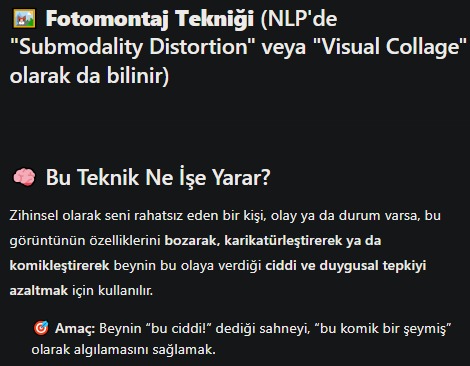 🖼️ Fotomontaj Tekniği (NLP'de
"Submodality Distortion" veya "Visual Collage"
olarak da bilinir)
🧠 Bu Teknik Ne İşe Yarar?
Zihinsel olarak seni rahatsız eden bir kişi, olay ya da durum varsa, bu
görüntünün özelliklerini bozarak, karikatürleştirerek ya da
komikleştirerek beynin bu olaya verdiği ciddi ve duygusal tepkiyi
azaltmak için kullanılır.
🎯 Amaç: Beynin “bu ciddi!” dediği sahneyi, “bu komik bir şeymiş”
olarak algılamasını sağlamak.